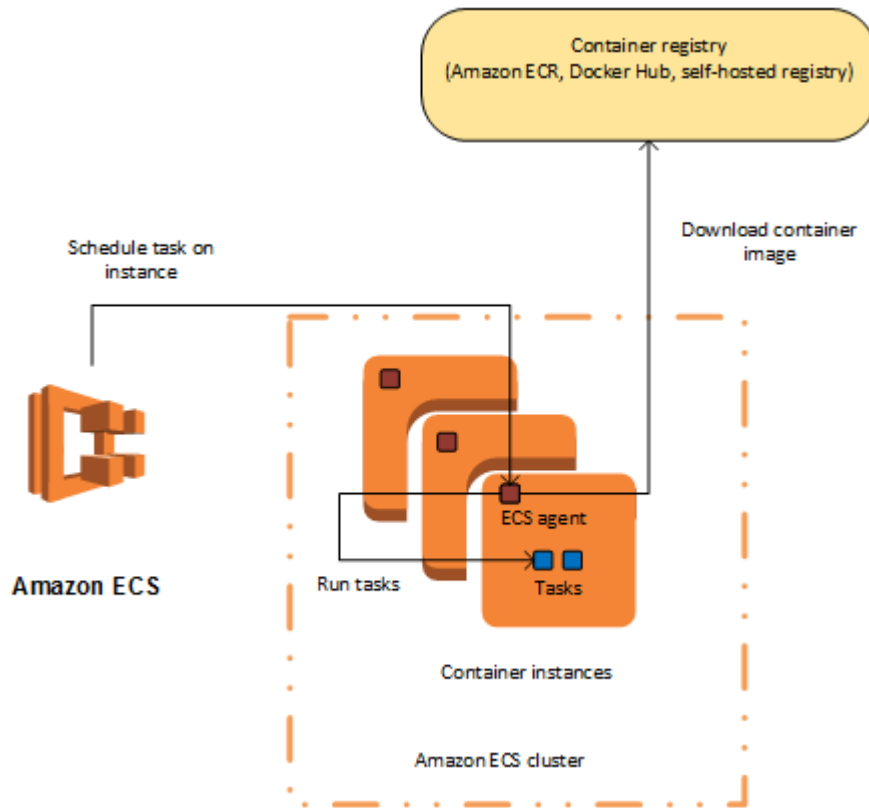 Container registry
(Amazon ECR, Docker Hub, self-hosted registry)
Schedule task on
instance
Download container
image
ECS agent
Run tasks
Tasks
Amazon ECS
Container instances
Amazon ECS cluster